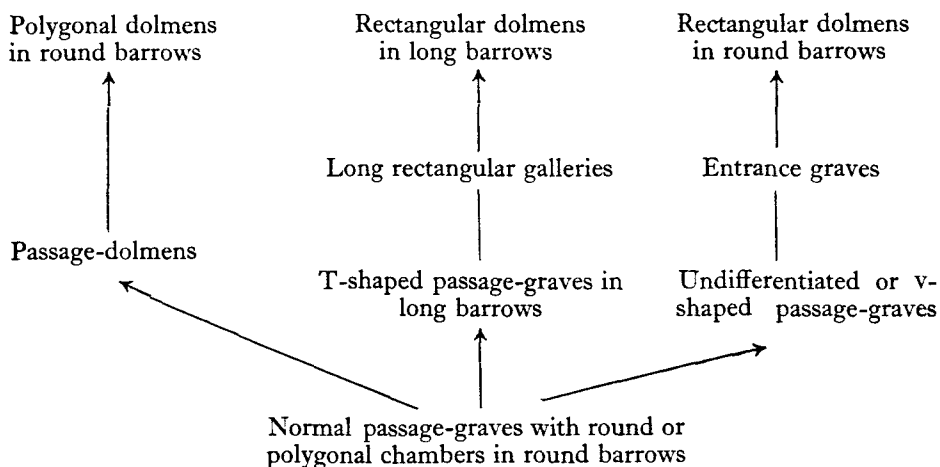 Polygonal dolmens
in round barrows
Rectangular dolmens
in long barrows
Rectangular dolmens
in round barrows
Long rectangular galleries
Entrance graves
Passage-dolmens
T-shaped passage-graves in
long barrows
Undifferentiated or v-
shaped passage-graves
Normal passage-graves with round or
polygonal chambers in round barrows